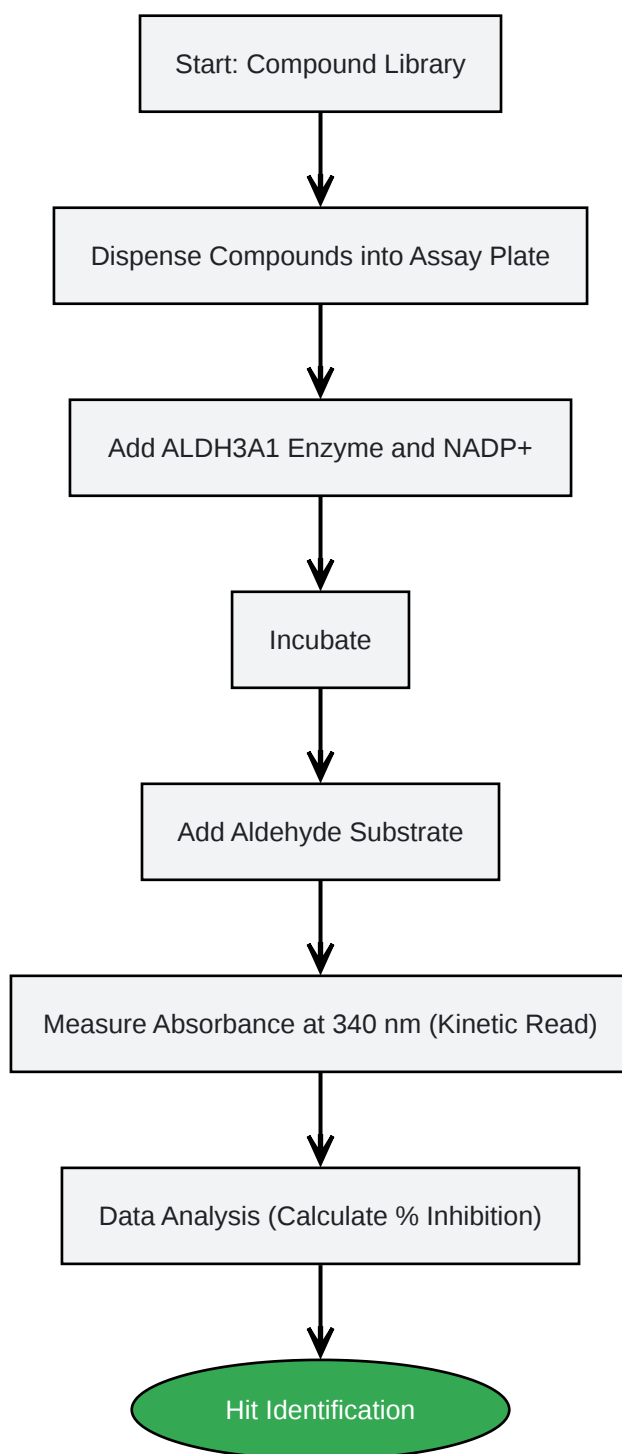 Start: Compound Library
Dispense Compounds into Assay Plate
Add ALDH3A1 Enzyme and NADP+
Incubate
Add Aldehyde Substrate
Measure Absorbance at 340 nm (Kinetic Read)
Data Analysis (Calculate % Inhibition)
Hit Identification